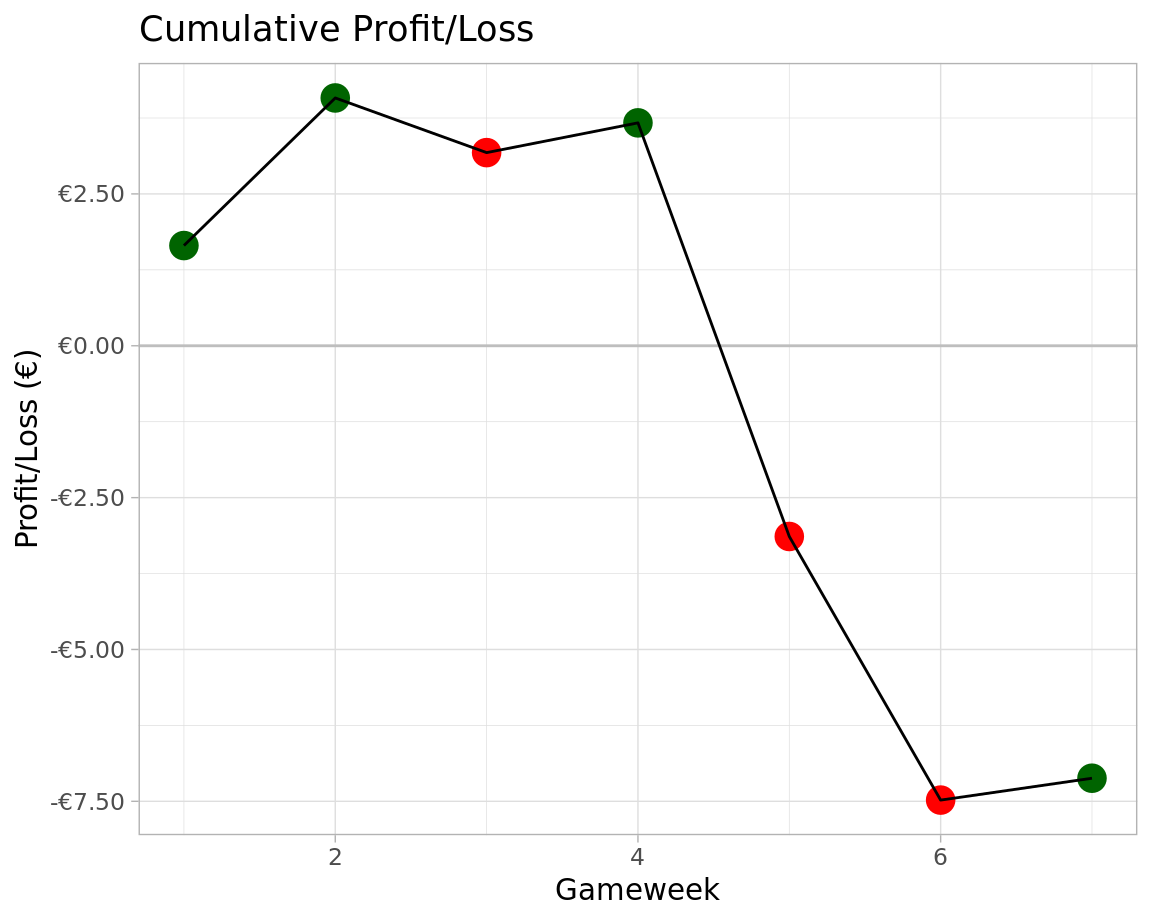 Cumulative Profit/Loss
Profit/Loss (€)
€2.50
€0.00
-€2.50
-€5.00
-€7.50
2 4 6
Gameweek